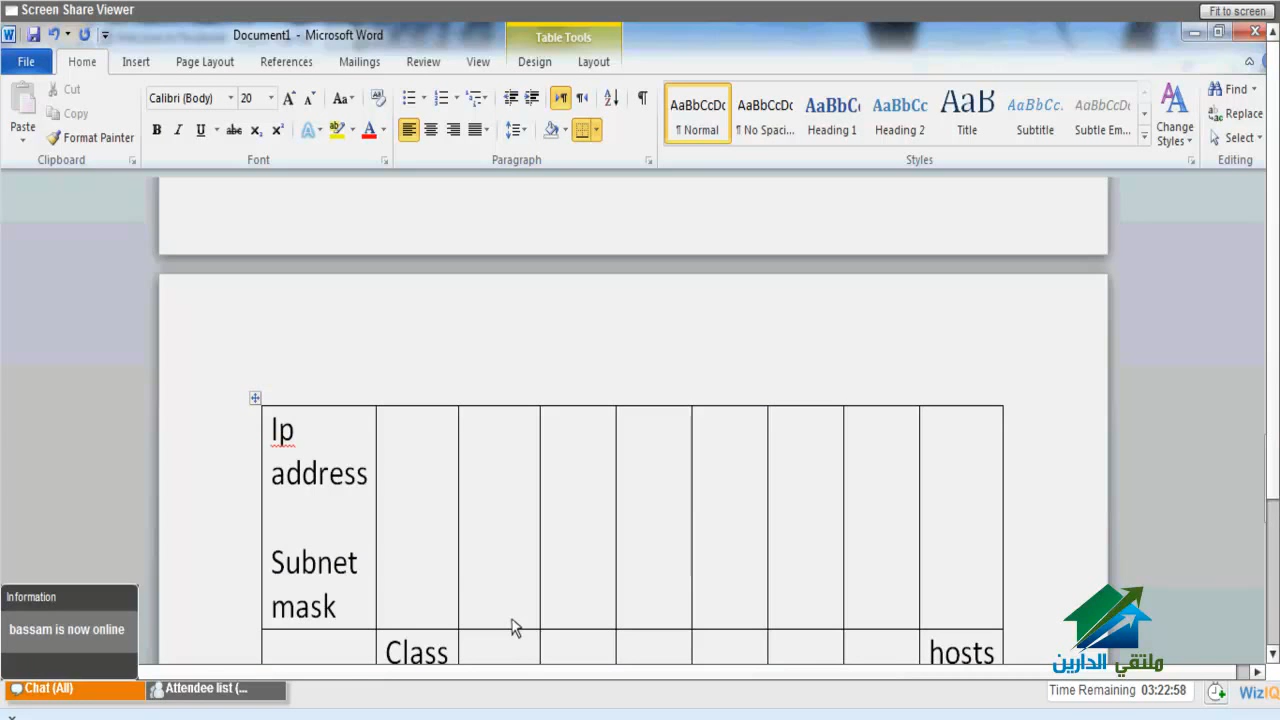 Screen Share Viewer
Fit to screen
Document1 - Microsoft Word
Table Tools
File Home Insert Page Layout References Mailings Review View Design Layout
Paste
Cut
Copy
Format Painter
Clipboard
Calibri (Body) 20
Font
Paragraph
AaBbCcDc AaBbCcDc AaBbCc AaBbCc AaB AaBbCc. AaBbCcDc
¶ Normal ¶ No Spaci... Heading 1 Heading 2 Title Subtitle Subtle Em...
Change
Styles
Styles
Find
Replace
Select
Editing
Ip
address
Subnet
mask
Class
hosts
Information
bassam is now online
ملتقي الدارين
Chat (All)
Attendee list (...
Time Remaining 03:22:58
WizIQ